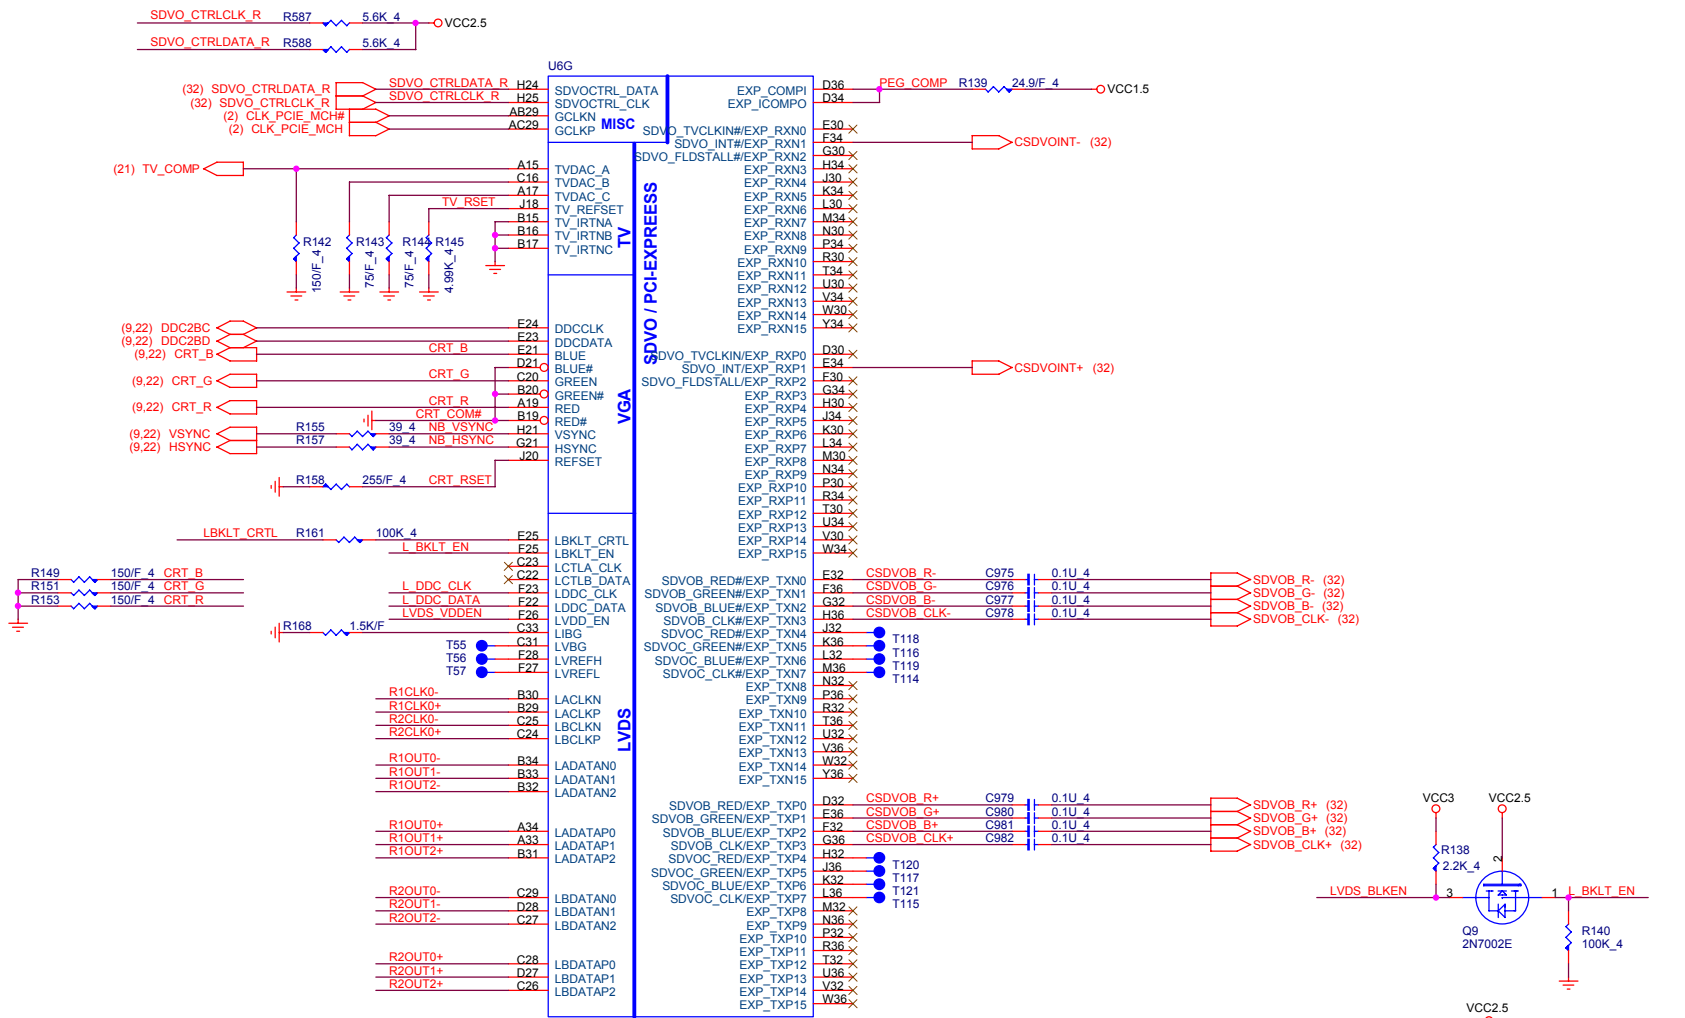 SDVO_CTRLCLK_R R587 5.6K_4 VCC2.5
SDVO_CTRLDATA_R R588 5.6K_4
U6G
(32) SDVO_CTRLDATA_R SDVO_CTRLDATA_R H24 SDVOCTRL_DATA EXP_COMPI D36 PEG_COMP R139 24.9/F_4 VCC1.5
(32) SDVO_CTRLCLK_R SDVO_CTRLCLK_R H25 SDVOCTRL_CLK EXP_ICOMPO D34
(2) CLK_PCIE_MCH# AB29 GCLKN
(2) CLK_PCIE_MCH AC29 GCLKP MISC SDVO_TVCLKIN#/EXP_RXN0 E30
SDVO_INT#/EXP_RXN1 F34 CSDVOINT- (32)
SDVO_FLDSTALL#/EXP_RXN2 G30
(21) TV_COMP A15 TVDAC_A EXP_RXN3 H34
C16 TVDAC_B EXP_RXN4 J30
A17 TVDAC_C EXP_RXN5 K34
TV_RSET J18 TV_REFSET EXP_RXN6 L30
B15 TV_IRTNA EXP_RXN7 M34
B16 TV_IRTNB EXP_RXN8 N30
B17 TV_IRTNC EXP_RXN9 P34
R142 150/F_4 R143 75/F_4 R144 75/F_4 R145 4.99K_4
TV
SDVO / PCI-EXPREESS
EXP_RXN10 R30
EXP_RXN11 T34
EXP_RXN12 U30
EXP_RXN13 V34
EXP_RXN14 W30
(9,22) DDC2BC E24 DDCCLK EXP_RXN15 Y34
(9,22) DDC2BD E23 DDCDATA
(9,22) CRT_B CRT_B E21 BLUE SDVO_TVCLKIN/EXP_RXP0 D30
D21 BLUE# SDVO_INT/EXP_RXP1 E34 CSDVOINT+ (32)
(9,22) CRT_G CRT_G C20 GREEN SDVO_FLDSTALL/EXP_RXP2 F30
B20 GREEN# EXP_RXP3 G34
(9,22) CRT_R CRT_R A19 RED EXP_RXP4 H30
CRT_COM# B19 RED# EXP_RXP5 J34
VGA
(9,22) VSYNC R155 39_4 NB_VSYNC H21 VSYNC EXP_RXP6 K30
(9,22) HSYNC R157 39_4 NB_HSYNC G21 HSYNC EXP_RXP7 L34
J20 REFSET EXP_RXP8 M30
EXP_RXP9 N34
R158 255/F_4 CRT_RSET EXP_RXP10 P30
EXP_RXP11 R34
EXP_RXP12 T30
EXP_RXP13 U34
LBKLT_CRTL R161 100K_4 E25 LBKLT_CRTL EXP_RXP14 V30
L_BKLT_EN F25 LBKLT_EN EXP_RXP15 W34
C23 LCTLA_CLK
R149 150/F_4 CRT_B C22 LCTLB_DATA SDVOB_RED#/EXP_TXN0 E32 CSDVOB_R- C975 0.1U_4 SDVOB_R- (32)
R151 150/F_4 CRT_G L_DDC_CLK F23 LDDC_CLK SDVOB_GREEN#/EXP_TXN1 F36 CSDVOB_G- C976 0.1U_4 SDVOB_G- (32)
R153 150/F_4 CRT_R L_DDC_DATA F22 LDDC_DATA SDVOB_BLUE#/EXP_TXN2 G32 CSDVOB_B- C977 0.1U_4 SDVOB_B- (32)
LVDS_VDDEN F26 LVDD_EN SDVOB_CLK#/EXP_TXN3 H36 CSDVOB_CLK- C978 0.1U_4 SDVOB_CLK- (32)
R168 1.5K/F C33 LIBG SDVOC_RED#/EXP_TXN4 J32 T118
T55 C31 LVBG SDVOC_GREEN#/EXP_TXN5 K36 T116
T56 F28 LVREFH SDVOC_BLUE#/EXP_TXN6 L32 T119
T57 F27 LVREFL SDVOC_CLK#/EXP_TXN7 M36 T114
EXP_TXN8 N32
R1CLK0- B30 LACLKN EXP_TXN9 P36
R1CLK0+ B29 LACLKP EXP_TXN10 R32
R2CLK0- C25 LBCLKN EXP_TXN11 T36
R2CLK0+ C24 LBCLKP EXP_TXN12 U32
LVDS
EXP_TXN13 V36
R1OUT0- B34 LADATAN0 EXP_TXN14 W32
R1OUT1- B33 LADATAN1 EXP_TXN15 Y36
R1OUT2- B32 LADATAN2
SDVOB_RED/EXP_TXP0 D32 CSDVOB_R+ C979 0.1U_4 SDVOB_R+ (32)
SDVOB_GREEN/EXP_TXP1 E36 CSDVOB_G+ C980 0.1U_4 SDVOB_G+ (32)
R1OUT0+ A34 LADATAP0 SDVOB_BLUE/EXP_TXP2 F32 CSDVOB_B+ C981 0.1U_4 SDVOB_B+ (32)
R1OUT1+ A33 LADATAP1 SDVOB_CLK/EXP_TXP3 G36 CSDVOB_CLK+ C982 0.1U_4 SDVOB_CLK+ (32)
R1OUT2+ B31 LADATAP2 SDVOC_RED/EXP_TXP4 H32 T120
SDVOC_GREEN/EXP_TXP5 J36 T117
SDVOC_BLUE/EXP_TXP6 K32 T121
R2OUT0- C29 LBDATAN0 SDVOC_CLK/EXP_TXP7 L36 T115
R2OUT1- D28 LBDATAN1 EXP_TXP8 M32
R2OUT2- C27 LBDATAN2 EXP_TXP9 N36
EXP_TXP10 P32
EXP_TXP11 R36
R2OUT0+ C28 LBDATAP0 EXP_TXP12 T32
R2OUT1+ D27 LBDATAP1 EXP_TXP13 U36
R2OUT2+ C26 LBDATAP2 EXP_TXP14 V32
EXP_TXP15 W36
VCC3 VCC2.5
R138
2.2K_4
2
LVDS_BLKEN 3 1 L_BKLT_EN
Q9
2N7002E
R140
100K_4
VCC2.5